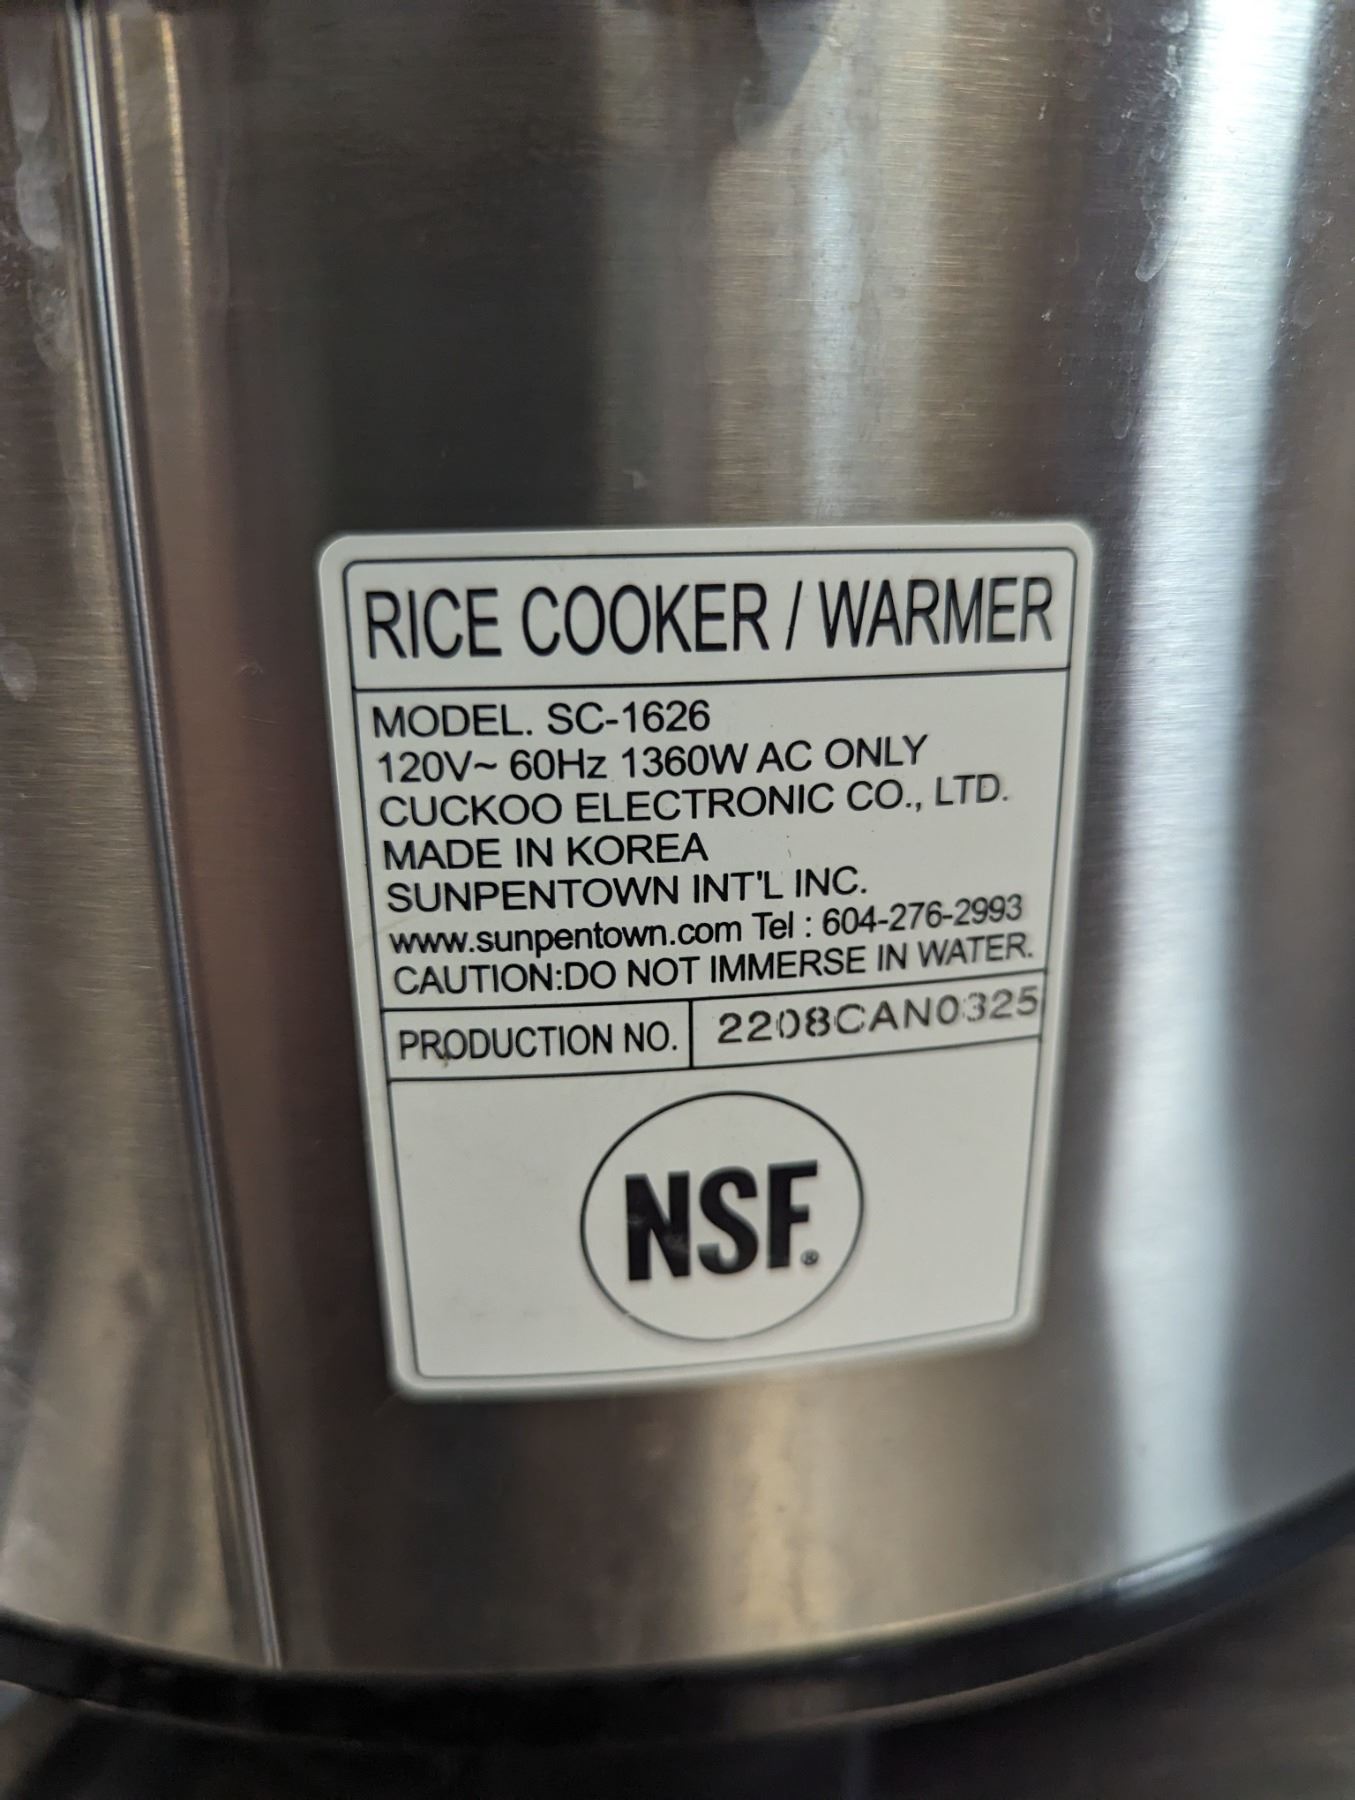 RICE COOKER / WARMER
MODEL. SC-1626
120V~ 60Hz 1360W AC ONLY
CUCKOO ELECTRONIC CO., LTD.
MADE IN KOREA
SUNPENTOWN INT'L INC.
www.sunpentown.com Tel : 604-276-2993
CAUTION:DO NOT IMMERSE IN WATER.
PRODUCTION NO. 2208CAN0325
NSF®